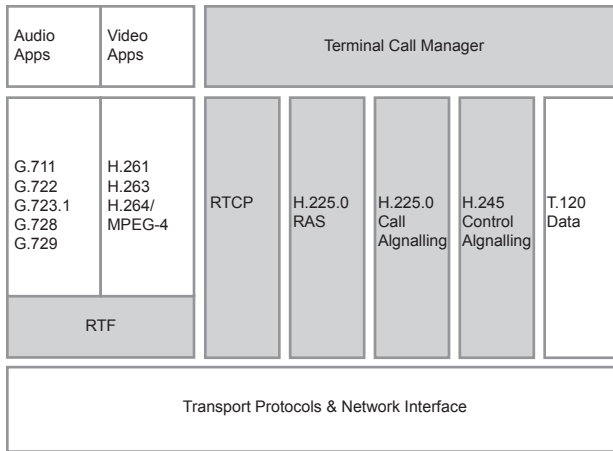 Audio
Apps
Video
Apps
Terminal Call Manager
G.711
G.722
G.723.1
G.728
G.729
H.261
H.263
H.264/
MPEG-4
RTCP
H.225.0
RAS
H.225.0
Call
Algnalling
H.245
Control
Algnalling
T.120
Data
RTF
Transport Protocols & Network Interface